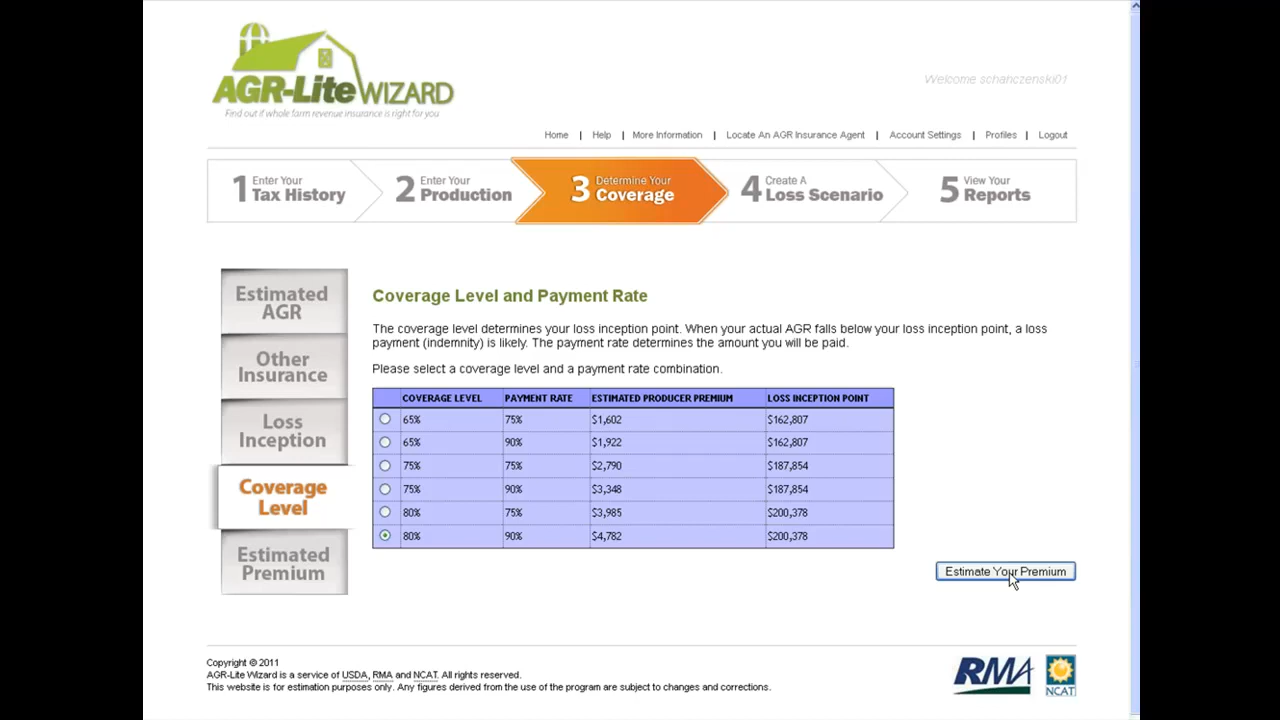 AGR-Lite WIZARD
Find out if whole farm revenue insurance is right for you
Welcome schahczenski01
Home | Help | More Information | Locate An AGR Insurance Agent | Account Settings | Profiles | Logout
1 Enter Your Tax History
2 Enter Your Production
3 Determine Your Coverage
4 Create A Loss Scenario
5 View Your Reports
Estimated AGR
Other Insurance
Loss Inception
Coverage Level
Estimated Premium
Coverage Level and Payment Rate
The coverage level determines your loss inception point. When your actual AGR falls below your loss inception point, a loss
payment (indemnity) is likely. The payment rate determines the amount you will be paid.
Please select a coverage level and a payment rate combination.
COVERAGE LEVEL PAYMENT RATE ESTIMATED PRODUCER PREMIUM LOSS INCEPTION POINT
65% 75% $1,602 $162,807
65% 90% $1,922 $162,807
75% 75% $2,790 $187,854
75% 90% $3,348 $187,854
80% 75% $3,985 $200,378
80% 90% $4,782 $200,378
Estimate Your Premium
Copyright © 2011
AGR-Lite Wizard is a service of USDA, RMA and NCAT. All rights reserved.
This website is for estimation purposes only. Any figures derived from the use of the program are subject to changes and corrections.
RMA
NCAT